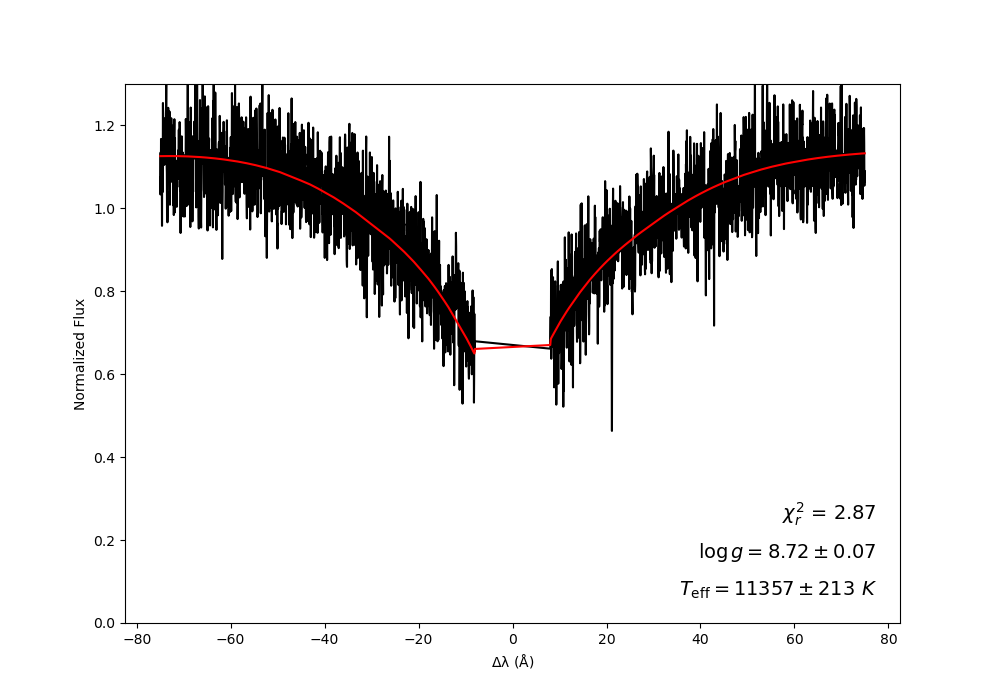 1.2
1.0
0.8
0.6
0.4
0.2
0.0
Normalized Flux
χ²ᵣ = 2.87
log g = 8.72 ± 0.07
T_eff = 11357 ± 213 K
−80 −60 −40 −20 0 20 40 60 80
Δλ (Å)